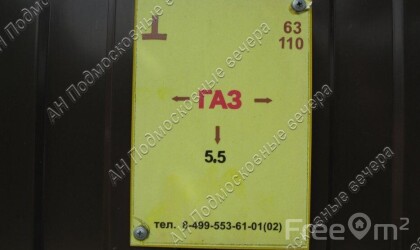 63
110
← ГАЗ →
↓
5.5
тел. 8-499-553-61-01(02)
АН Подмосковные вечера
АН Подмосковные вечера
АН Подмосковные вечера
FreeOm²